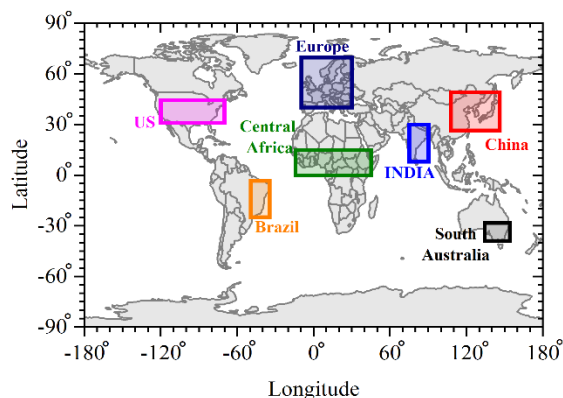 90°
60°
30°
0°
-30°
-60°
-90°
Latitude
Europe
US
Central
Africa
China
INDIA
Brazil
South
Australia
-180° -120° -60° 0° 60° 120° 180°
Longitude